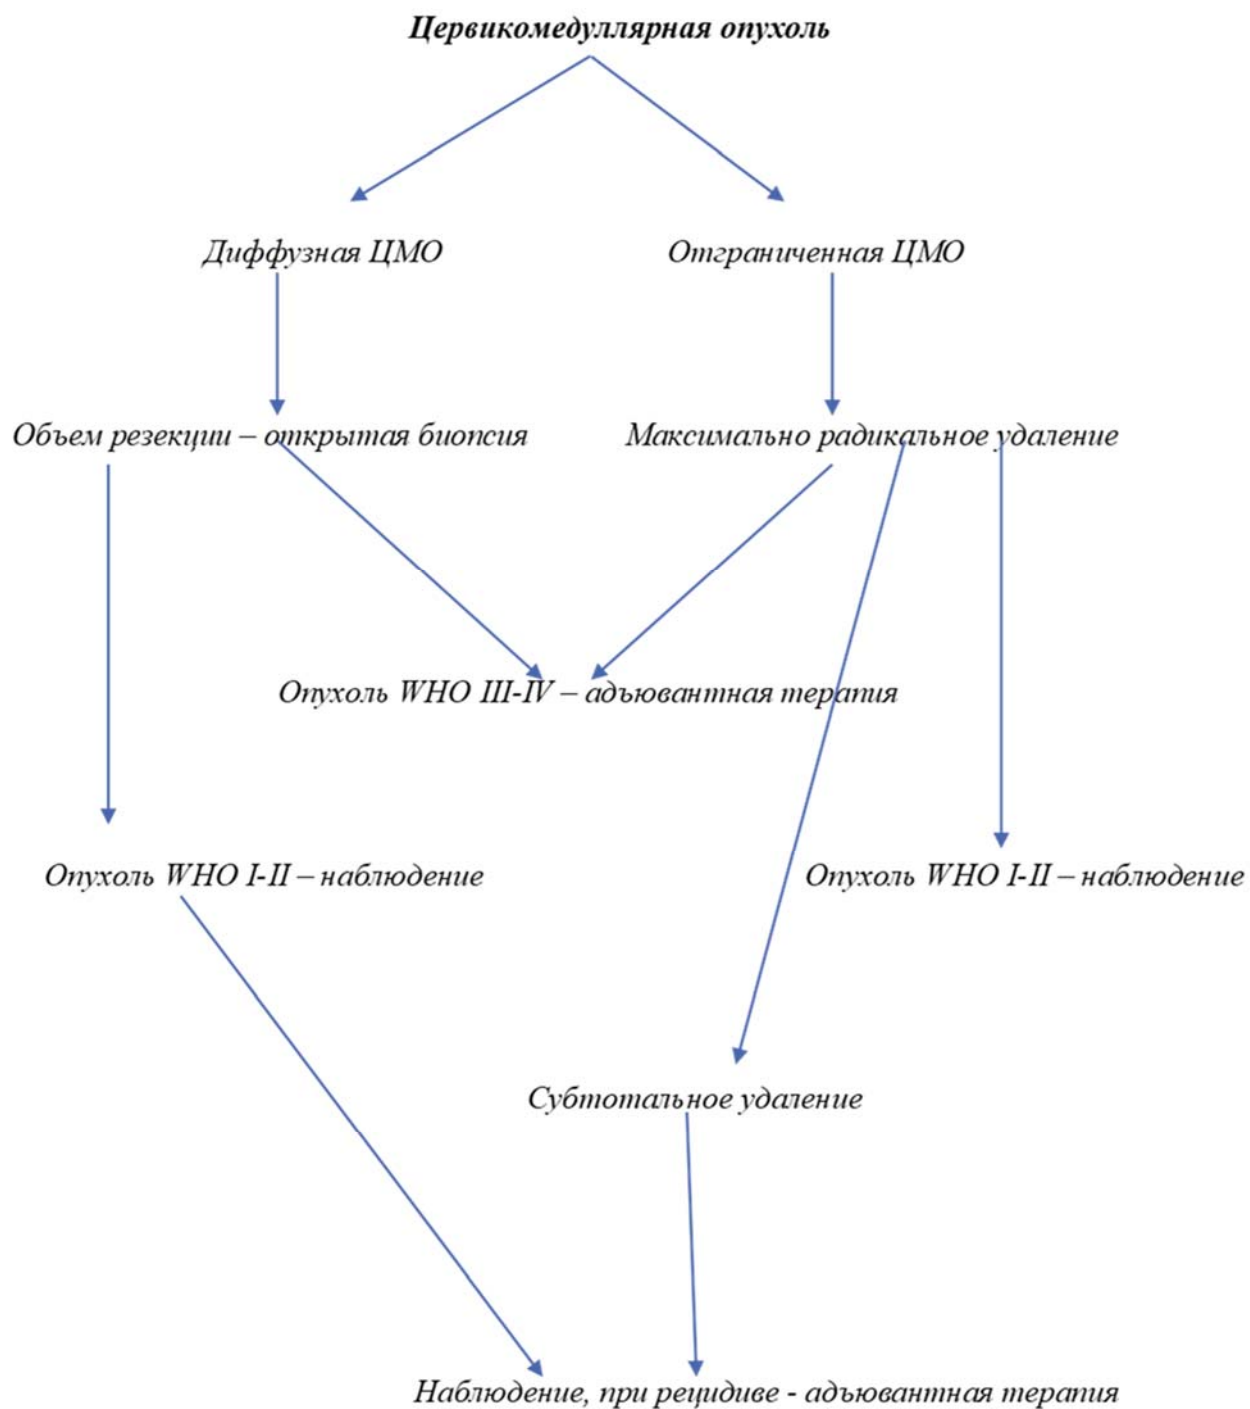 Цервикомедуллярная опухоль
Диффузная ЦМО
Отграниченная ЦМО
Объем резекции – открытая биопсия
Максимально радикальное удаление
Опухоль WHO III-IV – адъювантная терапия
Опухоль WHO I-II – наблюдение
Опухоль WHO I-II – наблюдение
Субтотальное удаление
Наблюдение, при рецидиве - адъювантная терапия